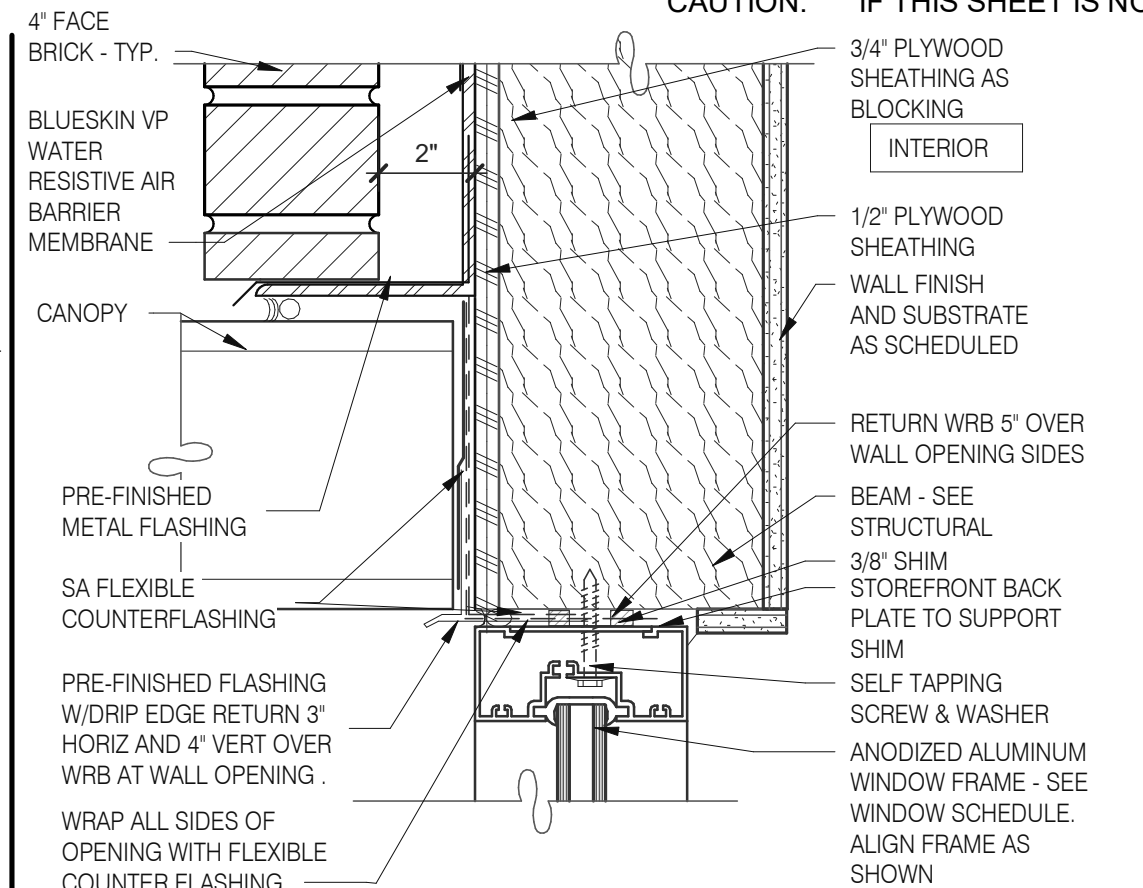 CAUTION: IF THIS SHEET IS NO
4" FACE
BRICK - TYP.
BLUESKIN VP
WATER
RESISTIVE AIR
BARRIER
MEMBRANE
2"
CANOPY
PRE-FINISHED
METAL FLASHING
SA FLEXIBLE
COUNTERFLASHING
PRE-FINISHED FLASHING
W/DRIP EDGE RETURN 3"
HORIZ AND 4" VERT OVER
WRB AT WALL OPENING .
WRAP ALL SIDES OF
OPENING WITH FLEXIBLE
COUNTER FLASHING
3/4" PLYWOOD
SHEATHING AS
BLOCKING
INTERIOR
1/2" PLYWOOD
SHEATHING
WALL FINISH
AND SUBSTRATE
AS SCHEDULED
RETURN WRB 5" OVER
WALL OPENING SIDES
BEAM - SEE
STRUCTURAL
3/8" SHIM
STOREFRONT BACK
PLATE TO SUPPORT
SHIM
SELF TAPPING
SCREW & WASHER
ANODIZED ALUMINUM
WINDOW FRAME - SEE
WINDOW SCHEDULE.
ALIGN FRAME AS
SHOWN